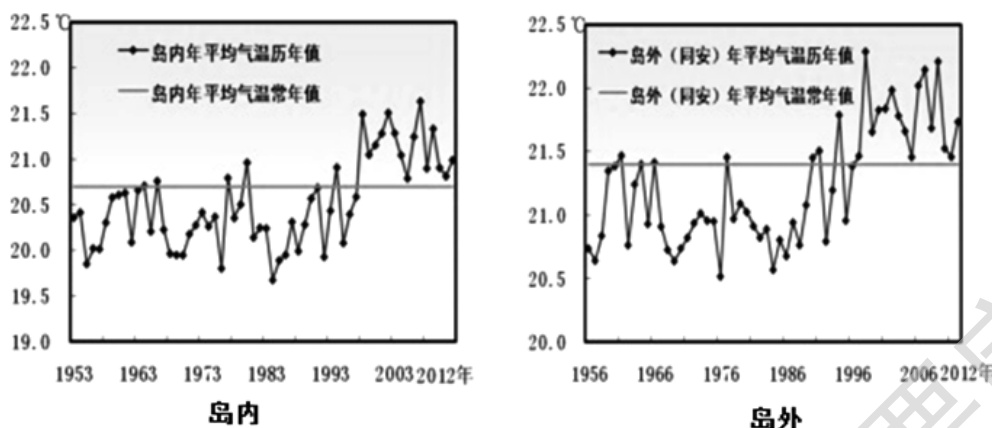 22.5℃
22.0
21.5
21.0
20.5
20.0
19.5
19.0
岛内年平均气温历年值
岛内年平均气温常年值
1953 1963 1973 1983 1993 2003 2012年
岛内
22.5℃
22.0
21.5
21.0
20.5
20.0
岛外（同安）年平均气温历年值
岛外（同安）年平均气温常年值
1956 1966 1976 1986 1996 2006 2012年
岛外